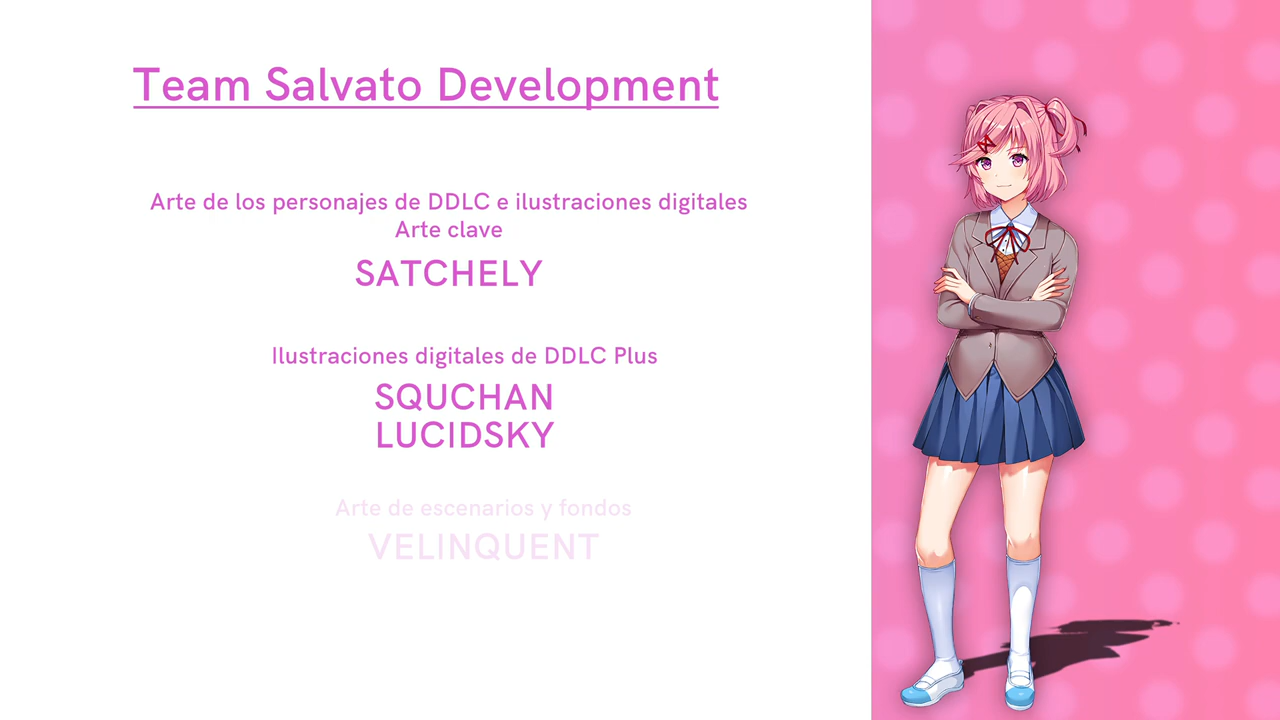 Team Salvato Development
Arte de los personajes de DDLC e ilustraciones digitales
Arte clave
SATCHELY
Ilustraciones digitales de DDLC Plus
SQUCHAN
LUCIDSKY
Arte de escenarios y fondos
VELINQUENT